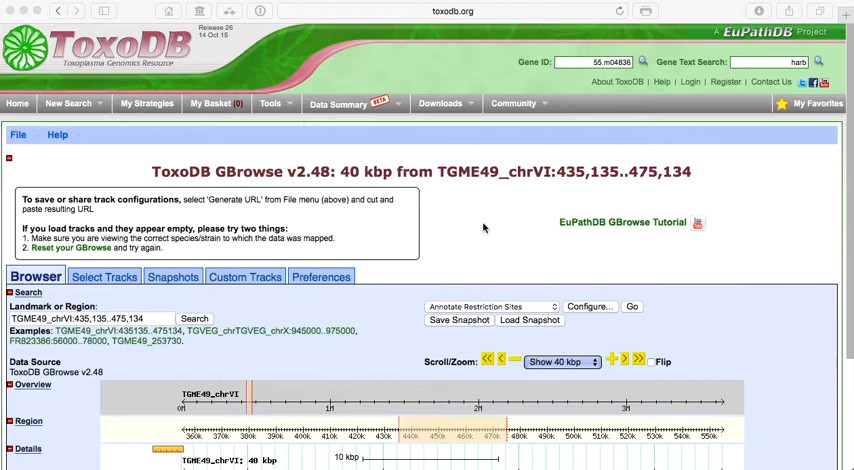 toxodb.org
Release 26
14 Oct 15
ToxoDB
Toxoplasma Genomics Resource
A EuPathDB Project
Gene ID: 55.m04836 Gene Text Search: harb
About ToxoDB | Help | Login | Register | Contact Us
Home New Search My Strategies My Basket (0) Tools Data Summary BETA Downloads Community My Favorites
File Help
ToxoDB GBrowse v2.48: 40 kbp from TGME49_chrVI:435,135..475,134
To save or share track configurations, select 'Generate URL' from File menu (above) and cut and
paste resulting URL
If you load tracks and they appear empty, please try two things:
1. Make sure you are viewing the correct species/strain to which the data was mapped.
2. Reset your GBrowse and try again.
EuPathDB GBrowse Tutorial
Browser Select Tracks Snapshots Custom Tracks Preferences
Search
Landmark or Region:
TGME49_chrVI:435,135..475,134 Search
Annotate Restriction Sites Configure... Go
Save Snapshot Load Snapshot
Examples: TGME49_chrVI:435135..475134, TGVEG_chrTGVEG_chrX:945000..975000,
FR823386:56000..78000, TGME49_253730.
Data Source
ToxoDB GBrowse v2.48
Scroll/Zoom: << < − Show 40 kbp + > >> Flip
Overview
TGME49_chrVI
0M 1M 2M 3M
Region
360k 370k 380k 390k 400k 410k 420k 430k 440k 450k 460k 470k 480k 490k 500k 510k 520k 530k 540k 550k
Details
TGME49_chrVI: 40 kbp 10 kbp